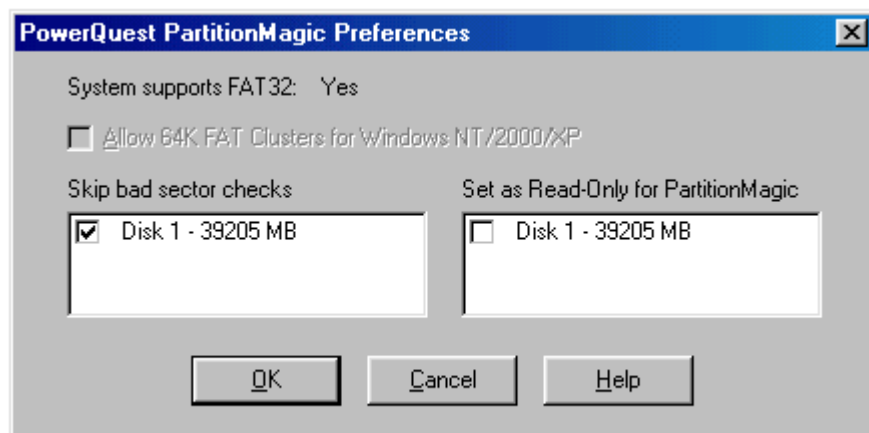 PowerQuest PartitionMagic Preferences
System supports FAT32: Yes
Allow 64K FAT Clusters for Windows NT/2000/XP
Skip bad sector checks
Set as Read-Only for PartitionMagic
Disk 1 - 39205 MB
Disk 1 - 39205 MB
OK
Cancel
Help